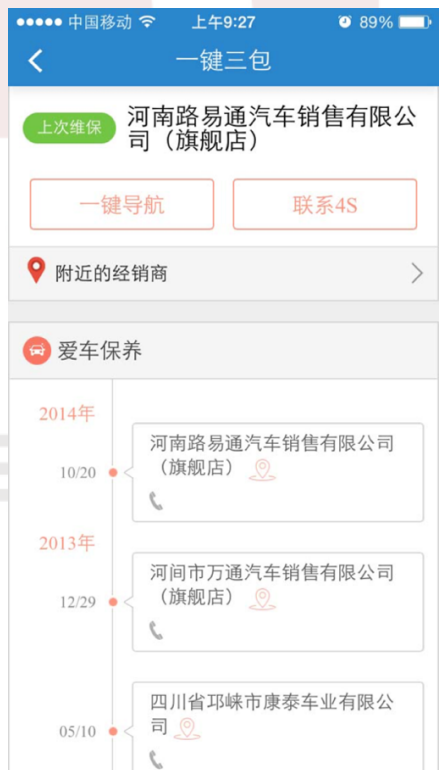 中国移动 上午9:27 89%
一键三包
上次维保
河南路易通汽车销售有限公
司（旗舰店）
一键导航 联系4S
附近的经销商
爱车保养
2014年
10/20
河南路易通汽车销售有限公司
（旗舰店）
2013年
12/29
河间市万通汽车销售有限公司
（旗舰店）
05/10
四川省邛崃市康泰车业有限公
司